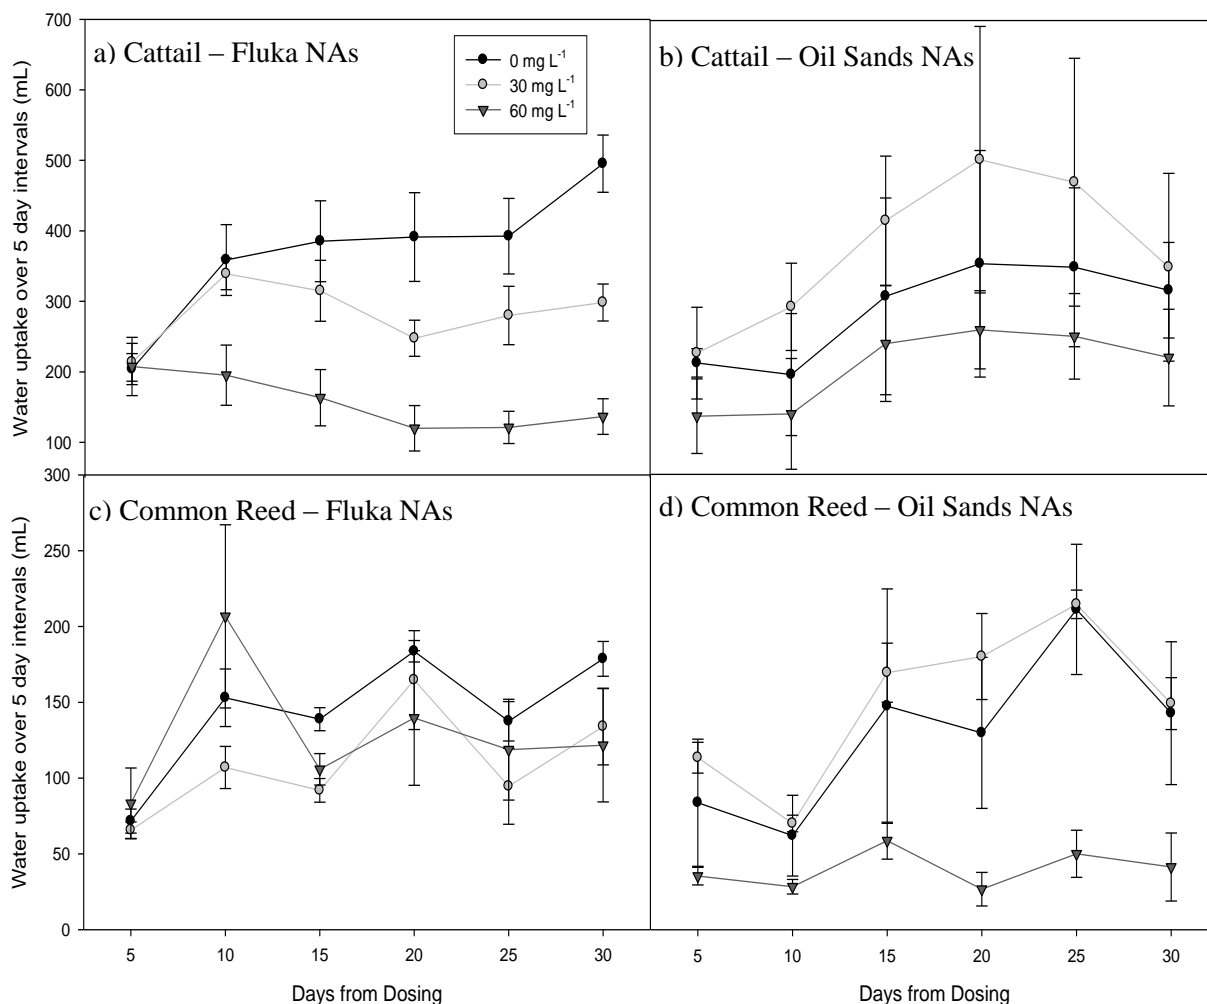 700
600
500
400
300
200
100
Water uptake over 5 day intervals (mL)
a) Cattail – Fluka NAs
0 mg L-1
30 mg L-1
60 mg L-1
b) Cattail – Oil Sands NAs
300
250
200
150
100
50
0
Water uptake over 5 day intervals (mL)
c) Common Reed – Fluka NAs
d) Common Reed – Oil Sands NAs
5 10 15 20 25 30
5 10 15 20 25 30
Days from Dosing
Days from Dosing